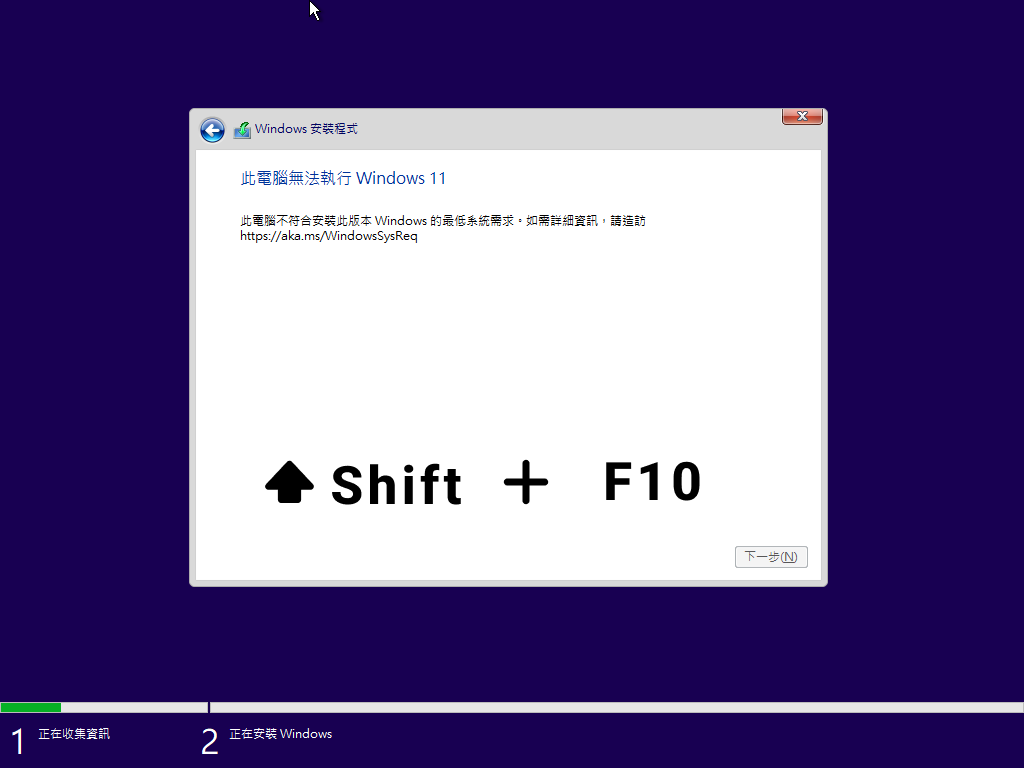 Windows 安裝程式
此電腦無法執行 Windows 11
此電腦不符合安裝此版本 Windows 的最低系統需求。如需詳細資訊，請造訪
https://aka.ms/WindowsSysReq
Shift + F10
下一步(N)
1 正在收集資訊 2 正在安裝 Windows